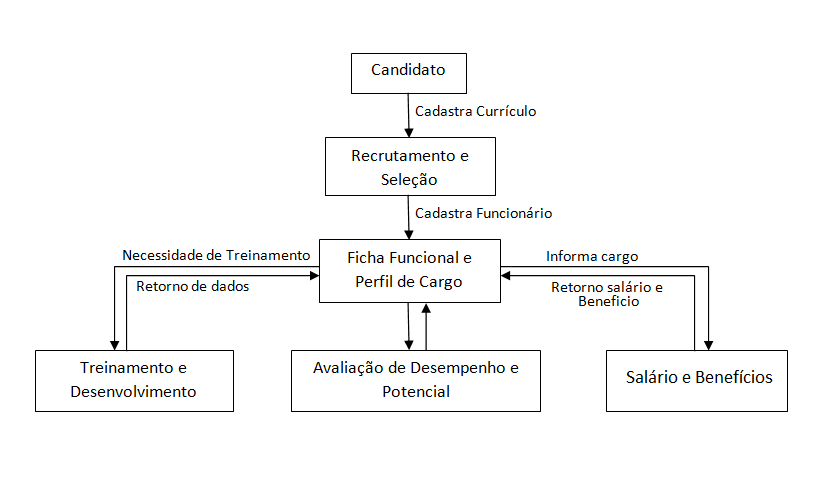 Candidato
Cadastra Currículo
Recrutamento e
Seleção
Cadastra Funcionário
Necessidade de Treinamento
Retorno de dados
Ficha Funcional e
Perfil de Cargo
Informa cargo
Retorno salário e
Beneficio
Treinamento e
Desenvolvimento
Avaliação de Desempenho e
Potencial
Salário e Benefícios